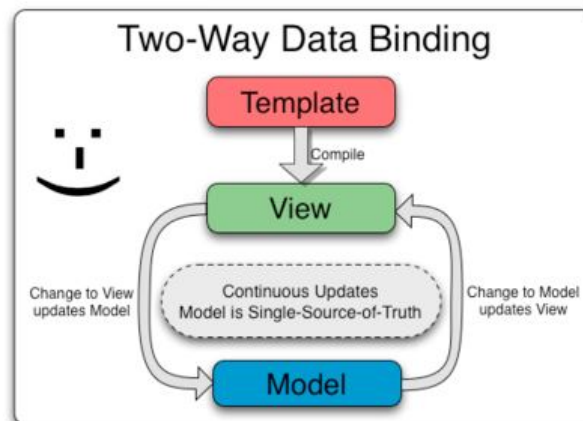 Two-Way Data Binding
Template
Compile
View
Change to View
updates Model
Continuous Updates
Model is Single-Source-of-Truth
Change to Model
updates View
Model